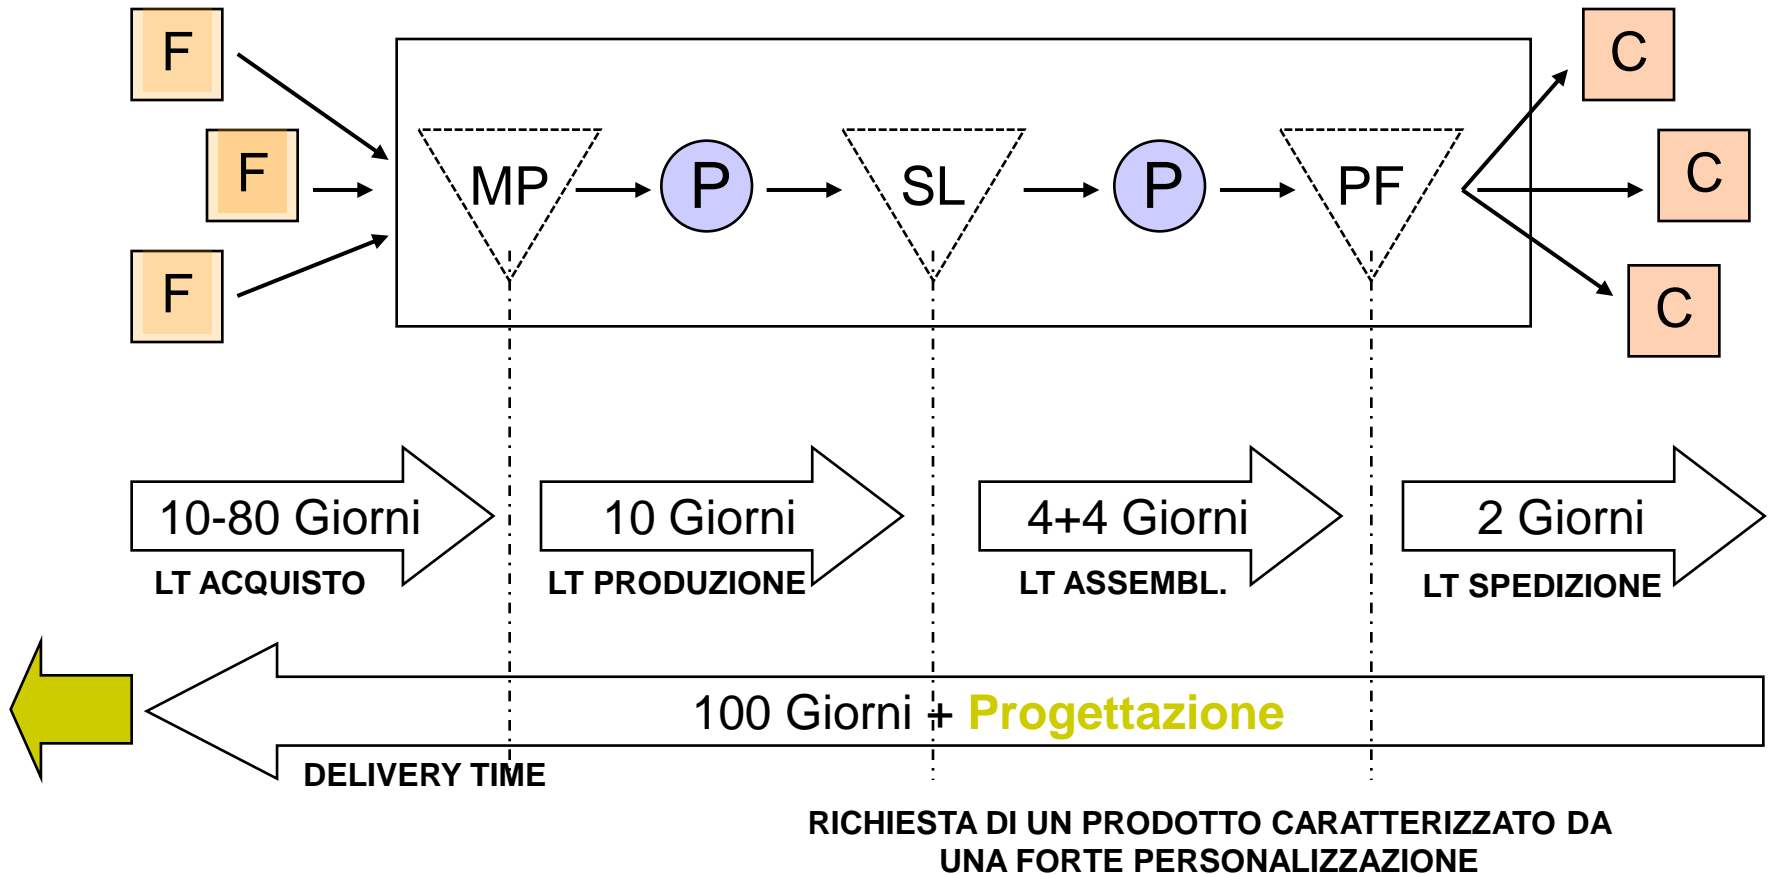 F
F
F
MP
P
SL
P
PF
C
C
C
10-80 Giorni
10 Giorni
4+4 Giorni
2 Giorni
LT ACQUISTO
LT PRODUZIONE
LT ASSEMBL.
LT SPEDIZIONE
100 Giorni + Progettazione
DELIVERY TIME
RICHIESTA DI UN PRODOTTO CARATTERIZZATO DA
UNA FORTE PERSONALIZZAZIONE